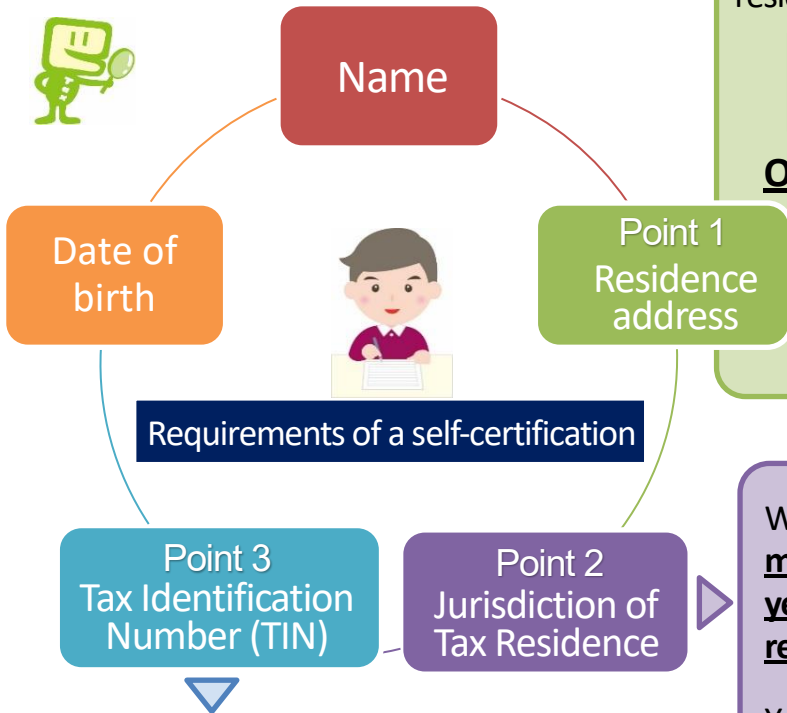 Name
Date of
birth
Point 1
Residence
address
Requirements of a self-certification
Point 3
Tax Identification
Number (TIN)
Point 2
Jurisdiction of
Tax Residence